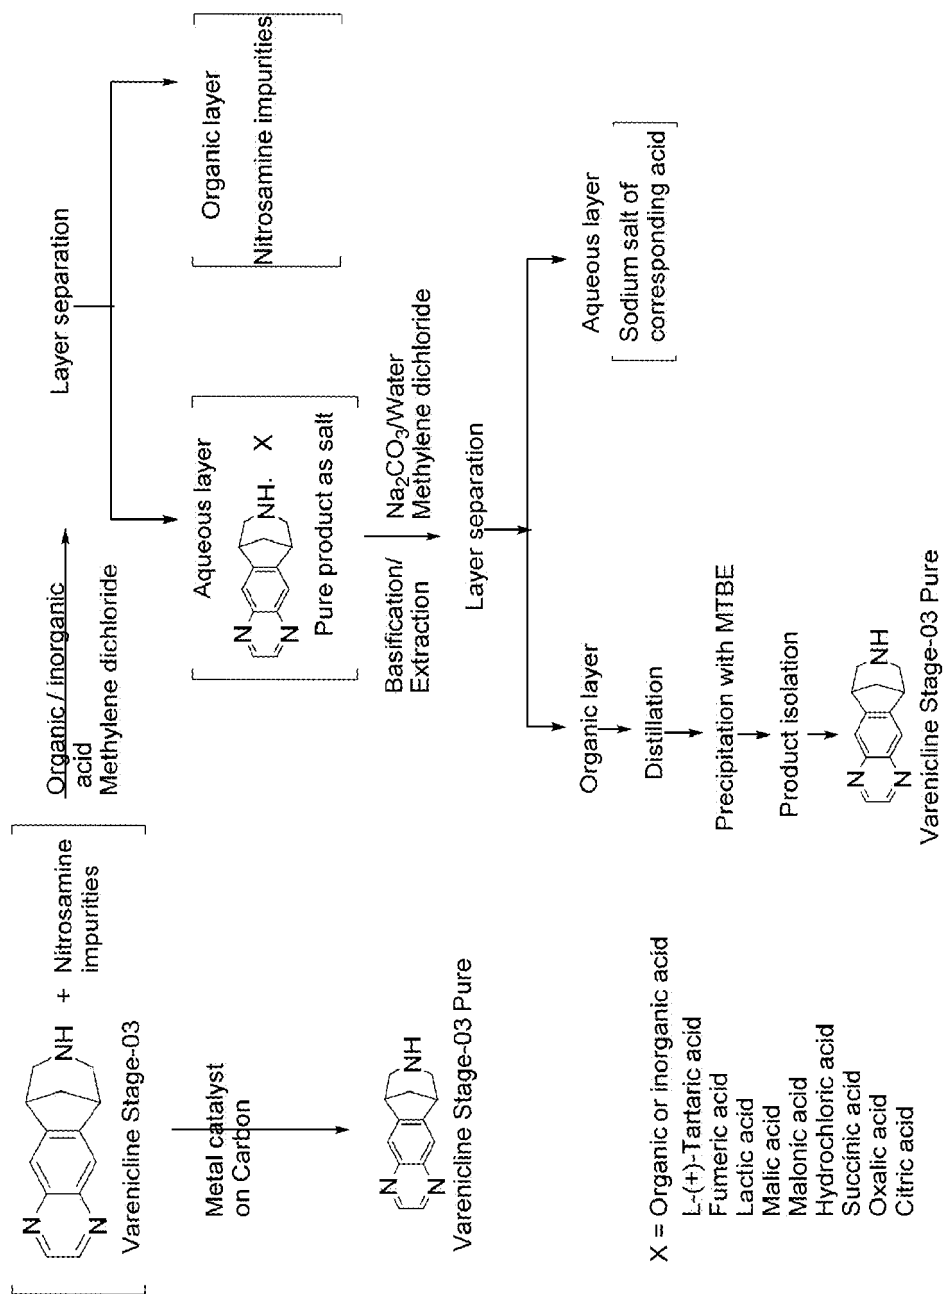 N
N
NH
+ Nitrosamine
impurities
Varenicline Stage-03
Organic / inorganic
acid
Methylene dichloride
Layer separation
Aqueous layer
N
N
NH. X
Pure product as salt
Organic layer
Nitrosamine impurities
Metal catalyst
on Carbon
N
N
NH
Varenicline Stage-03 Pure
Basification/
Extraction
Na2CO3/Water
Methylene dichloride
Layer separation
Organic layer
Distillation
Precipitation with MTBE
Product isolation
N
N
NH
Varenicline Stage-03 Pure
Aqueous layer
Sodium salt of
corresponding acid
X = Organic or inorganic acid
L-(+)-Tartaric acid
Fumeric acid
Lactic acid
Malic acid
Malonic acid
Hydrochloric acid
Succinic acid
Oxalic acid
Citric acid